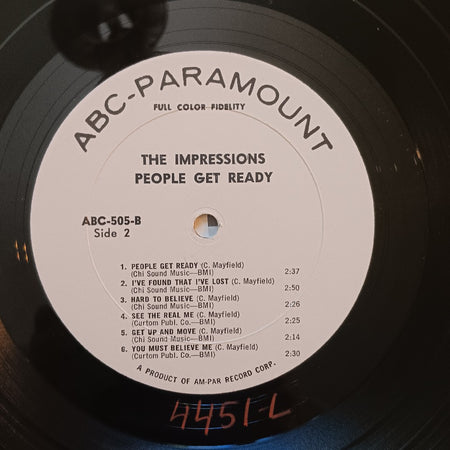 ABC-PARAMOUNT
FULL COLOR FIDELITY
THE IMPRESSIONS
PEOPLE GET READY
ABC-505-B
Side 2
1. PEOPLE GET READY (C. Mayfield)
(Chi Sound Music—BMI) 2:37
2. I'VE FOUND THAT I'VE LOST (C. Mayfield)
(Chi Sound Music—BMI) 2:50
3. HARD TO BELIEVE (C. Mayfield)
(Chi Sound Music—BMI) 2:26
4. SEE THE REAL ME (C. Mayfield)
(Curtom Publ. Co.—BMI) 2:25
5. GET UP AND MOVE (C. Mayfield)
(Chi Sound Music—BMI) 2:14
6. YOU MUST BELIEVE ME (C. Mayfield)
(Curtom Publ. Co.—BMI) 2:30
A PRODUCT OF AM-PAR RECORD CORP.
4451-L